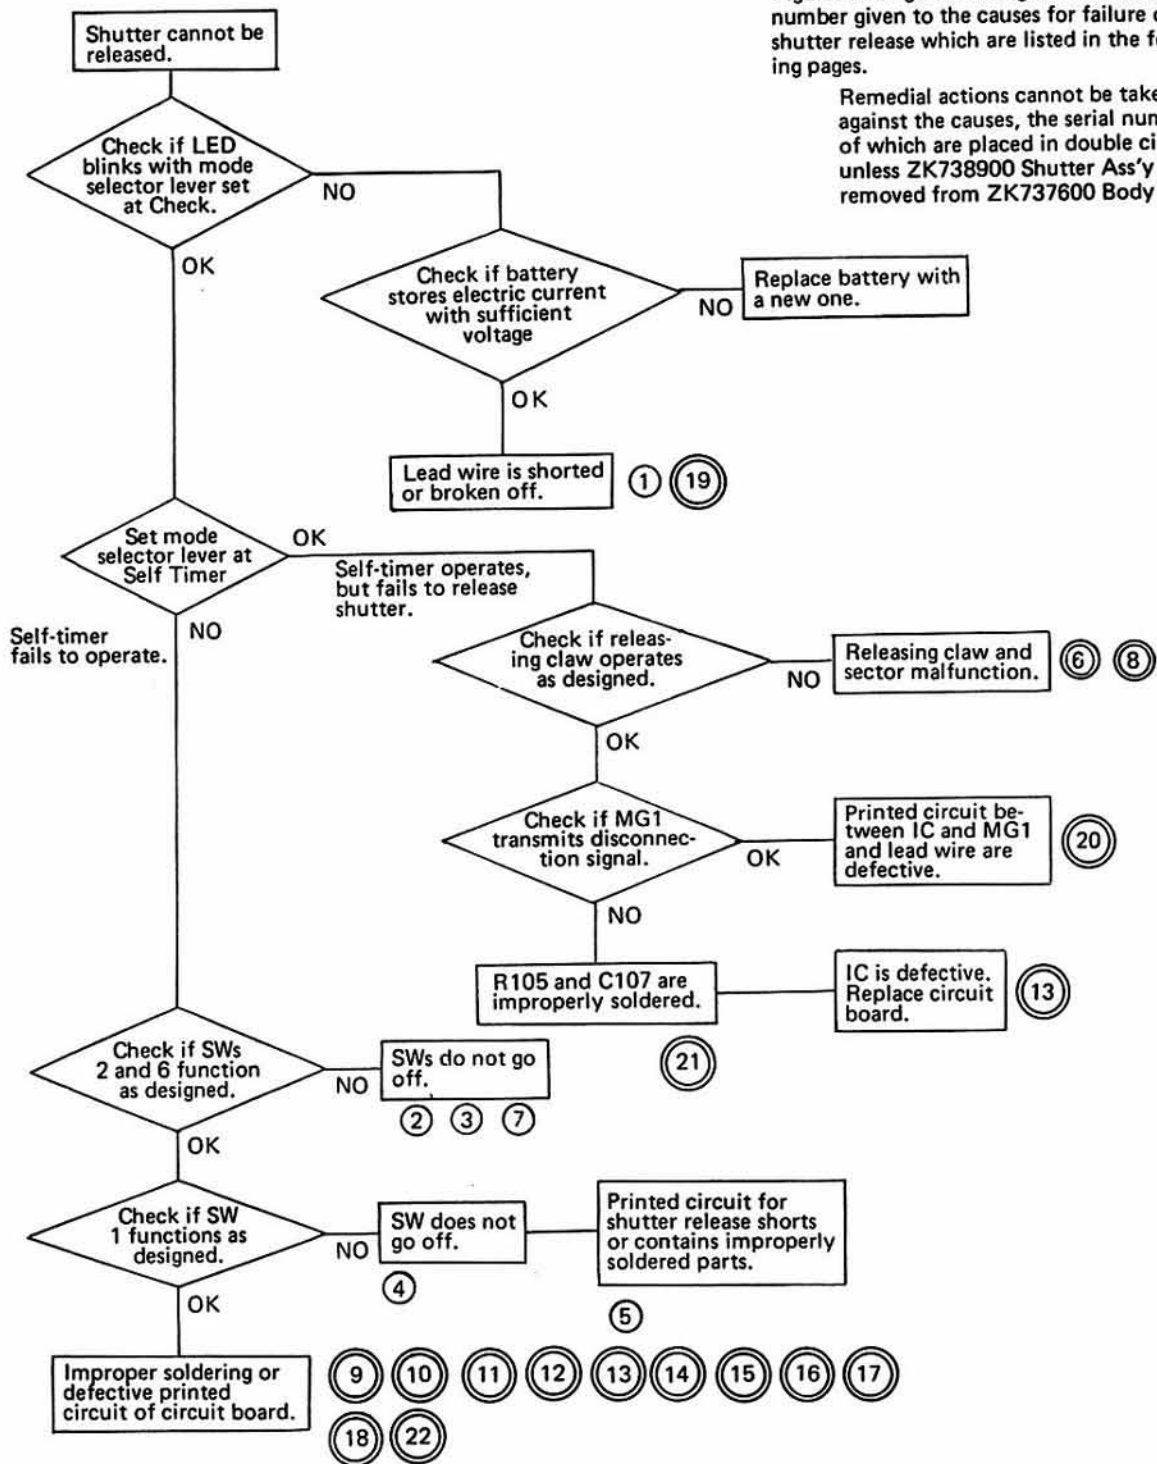 number given to the causes for failure
shutter release which are listed in the
ing pages.
Remedial actions cannot be
against the causes, the serial
of which are placed in double
unless ZK738900 Shutter Ass'y
removed from ZK737600 Body
Shutter cannot be
released.
Check if LED
blinks with mode
selector lever set
at Check.
NO
OK
Check if battery
stores electric current
with sufficient
voltage
NO
Replace battery with
a new one.
OK
Lead wire is shorted
or broken off.
1 19
Set mode
selector lever at
Self Timer
OK
Self-timer operates,
but fails to release
shutter.
NO
Self-timer
fails to operate.
Check if releas-
ing claw operates
as designed.
NO
Releasing claw and
sector malfunction.
6 8
OK
Check if MG1
transmits disconnec-
tion signal.
OK
Printed circuit be-
tween IC and MG1
and lead wire are
defective.
20
NO
R105 and C107 are
improperly soldered.
21
IC is defective.
Replace circuit
board.
13
Check if SWs
2 and 6 function
as designed.
NO
SWs do not go
off.
2 3 7
OK
Check if SW
1 functions as
designed.
NO
SW does not
go off.
4
Printed circuit for
shutter release shorts
or contains improperly
soldered parts.
5
OK
Improper soldering or
defective printed
circuit of circuit board.
9 10 11 12 13 14 15 16 17
18 22